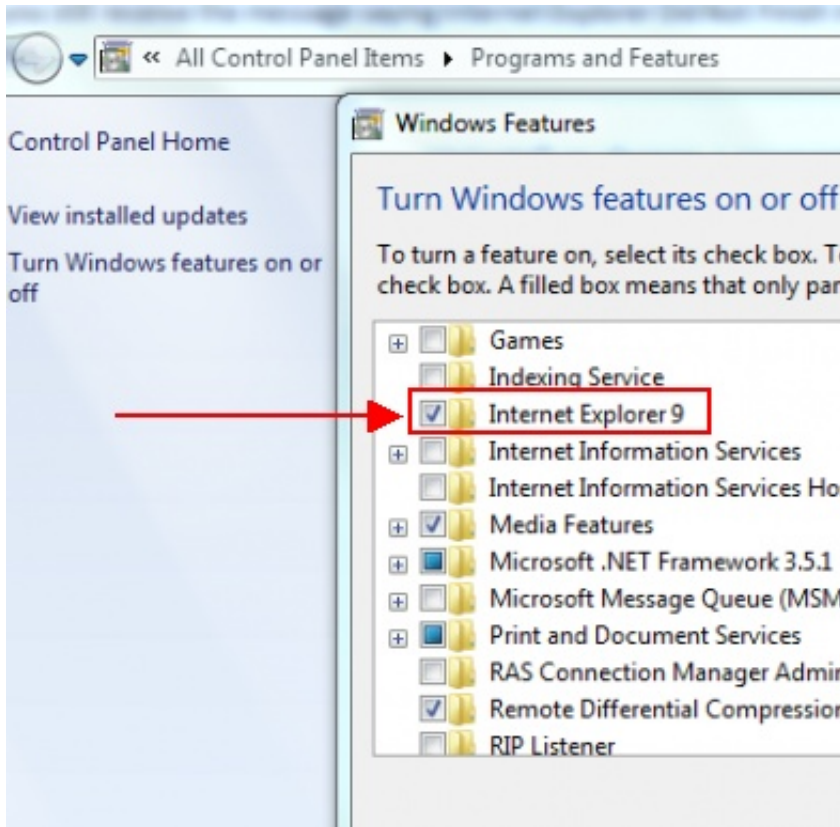 « All Control Panel Items ▸ Programs and Features
Control Panel Home
View installed updates
Turn Windows features on or
off
Windows Features
Turn Windows features on or off
To turn a feature on, select its check box.
check box. A filled box means that only
Games
Indexing Service
Internet Explorer 9
Internet Information Services
Internet Information Services
Media Features
Microsoft .NET Framework 3.5.1
Microsoft Message Queue
Print and Document Services
RAS Connection Manager
Remote Differential Compression
RIP Listener